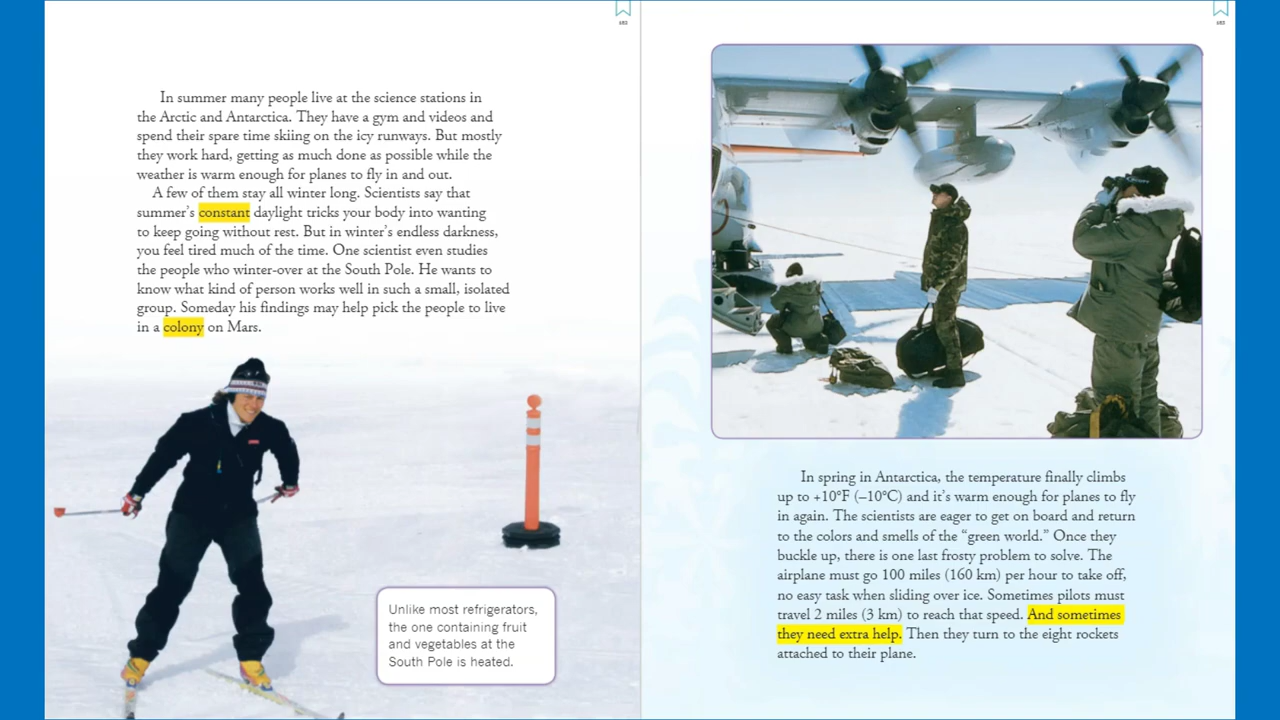 In summer many people live at the science stations in
the Arctic and Antarctica. They have a gym and videos and
spend their spare time skiing on the icy runways. But mostly
they work hard, getting as much done as possible while the
weather is warm enough for planes to fly in and out.
A few of them stay all winter long. Scientists say that
summer's constant daylight tricks your body into wanting
to keep going without rest. But in winter's endless darkness,
you feel tired much of the time. One scientist even studies
the people who winter-over at the South Pole. He wants to
know what kind of person works well in such a small, isolated
group. Someday his findings may help pick the people to live
in a colony on Mars.
Unlike most refrigerators,
the one containing fruit
and vegetables at the
South Pole is heated.
In spring in Antarctica, the temperature finally climbs
up to +10°F (–10°C) and it's warm enough for planes to fly
in again. The scientists are eager to get on board and return
to the colors and smells of the “green world.” Once they
buckle up, there is one last frosty problem to solve. The
airplane must go 100 miles (160 km) per hour to take off,
no easy task when sliding over ice. Sometimes pilots must
travel 2 miles (3 km) to reach that speed. And sometimes
they need extra help. Then they turn to the eight rockets
attached to their plane.